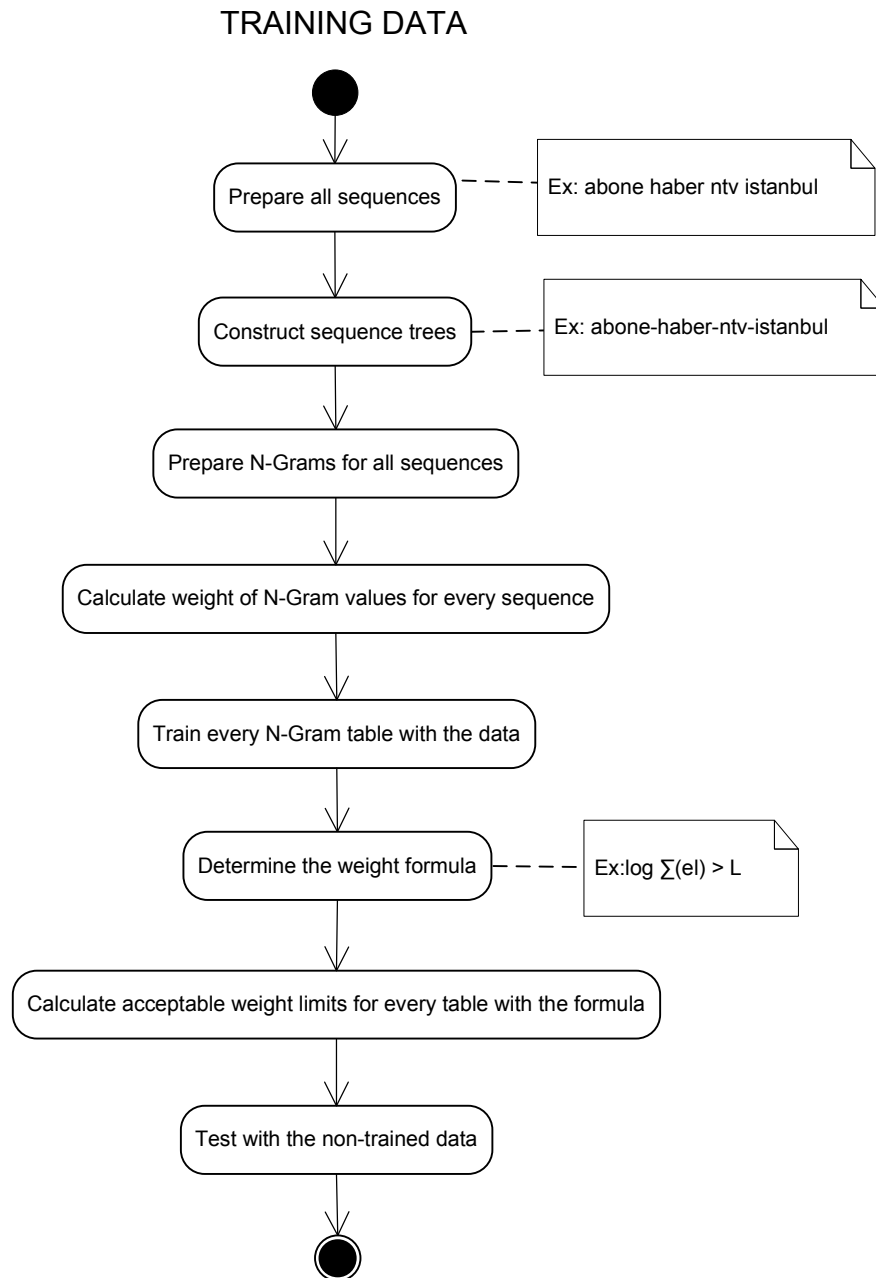 TRAINING DATA
Prepare all sequences
Ex: abone haber ntv istanbul
Construct sequence trees
Ex: abone-haber-ntv-istanbul
Prepare N-Grams for all sequences
Calculate weight of N-Gram values for every sequence
Train every N-Gram table with the data
Determine the weight formula
Ex:log ∑(el) > L
Calculate acceptable weight limits for every table with the formula
Test with the non-trained data